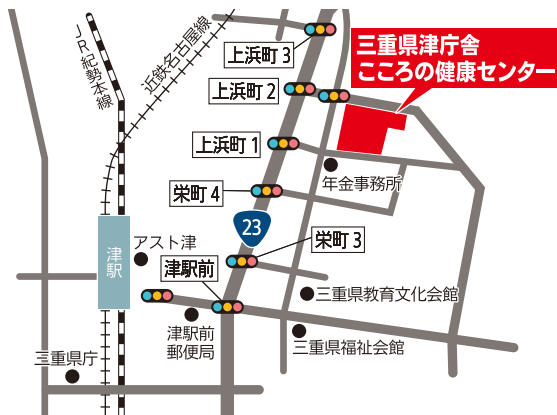 JR紀勢本線
近鉄名古屋線
上浜町 3
三重県津庁舎
こころの健康センター
上浜町 2
上浜町 1
年金事務所
栄町 4
23
栄町 3
津駅
アスト津
津駅前
三重県教育文化会館
津駅前
郵便局
三重県福祉会館
三重県庁